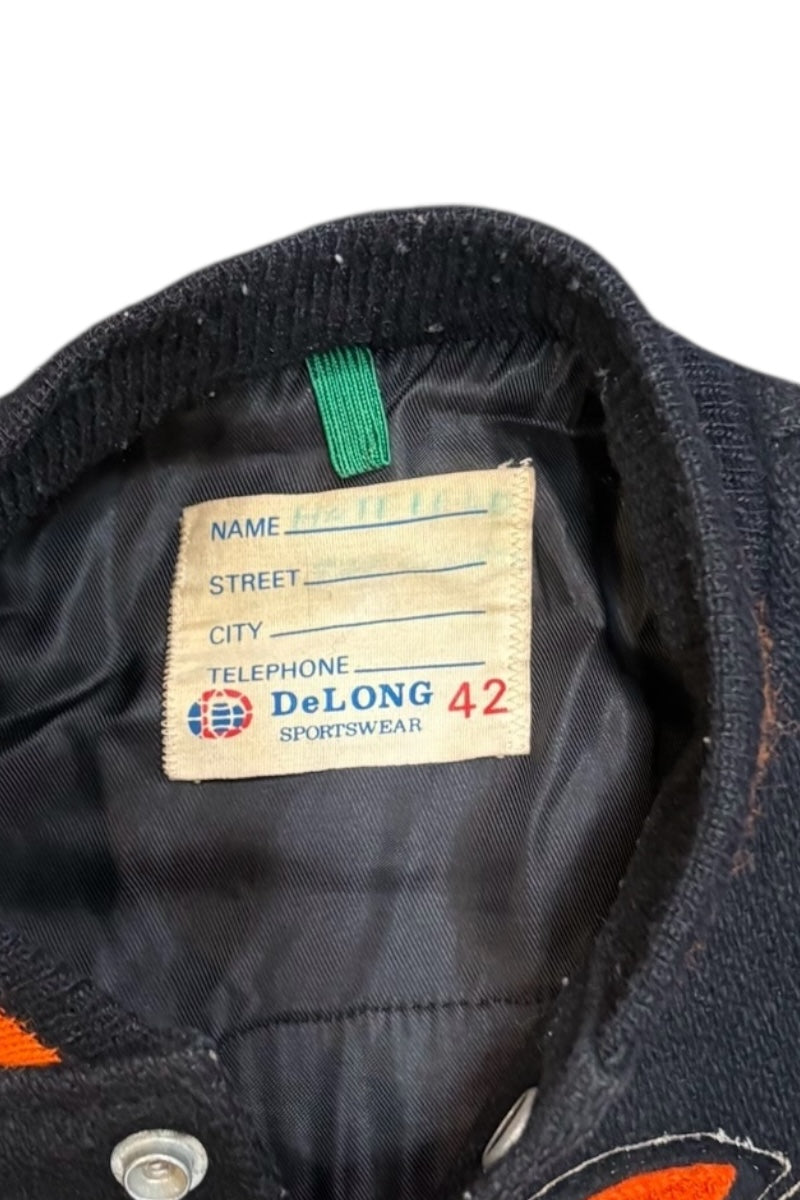 NAME
STREET
CITY
TELEPHONE
DeLONG 42
SPORTSWEAR